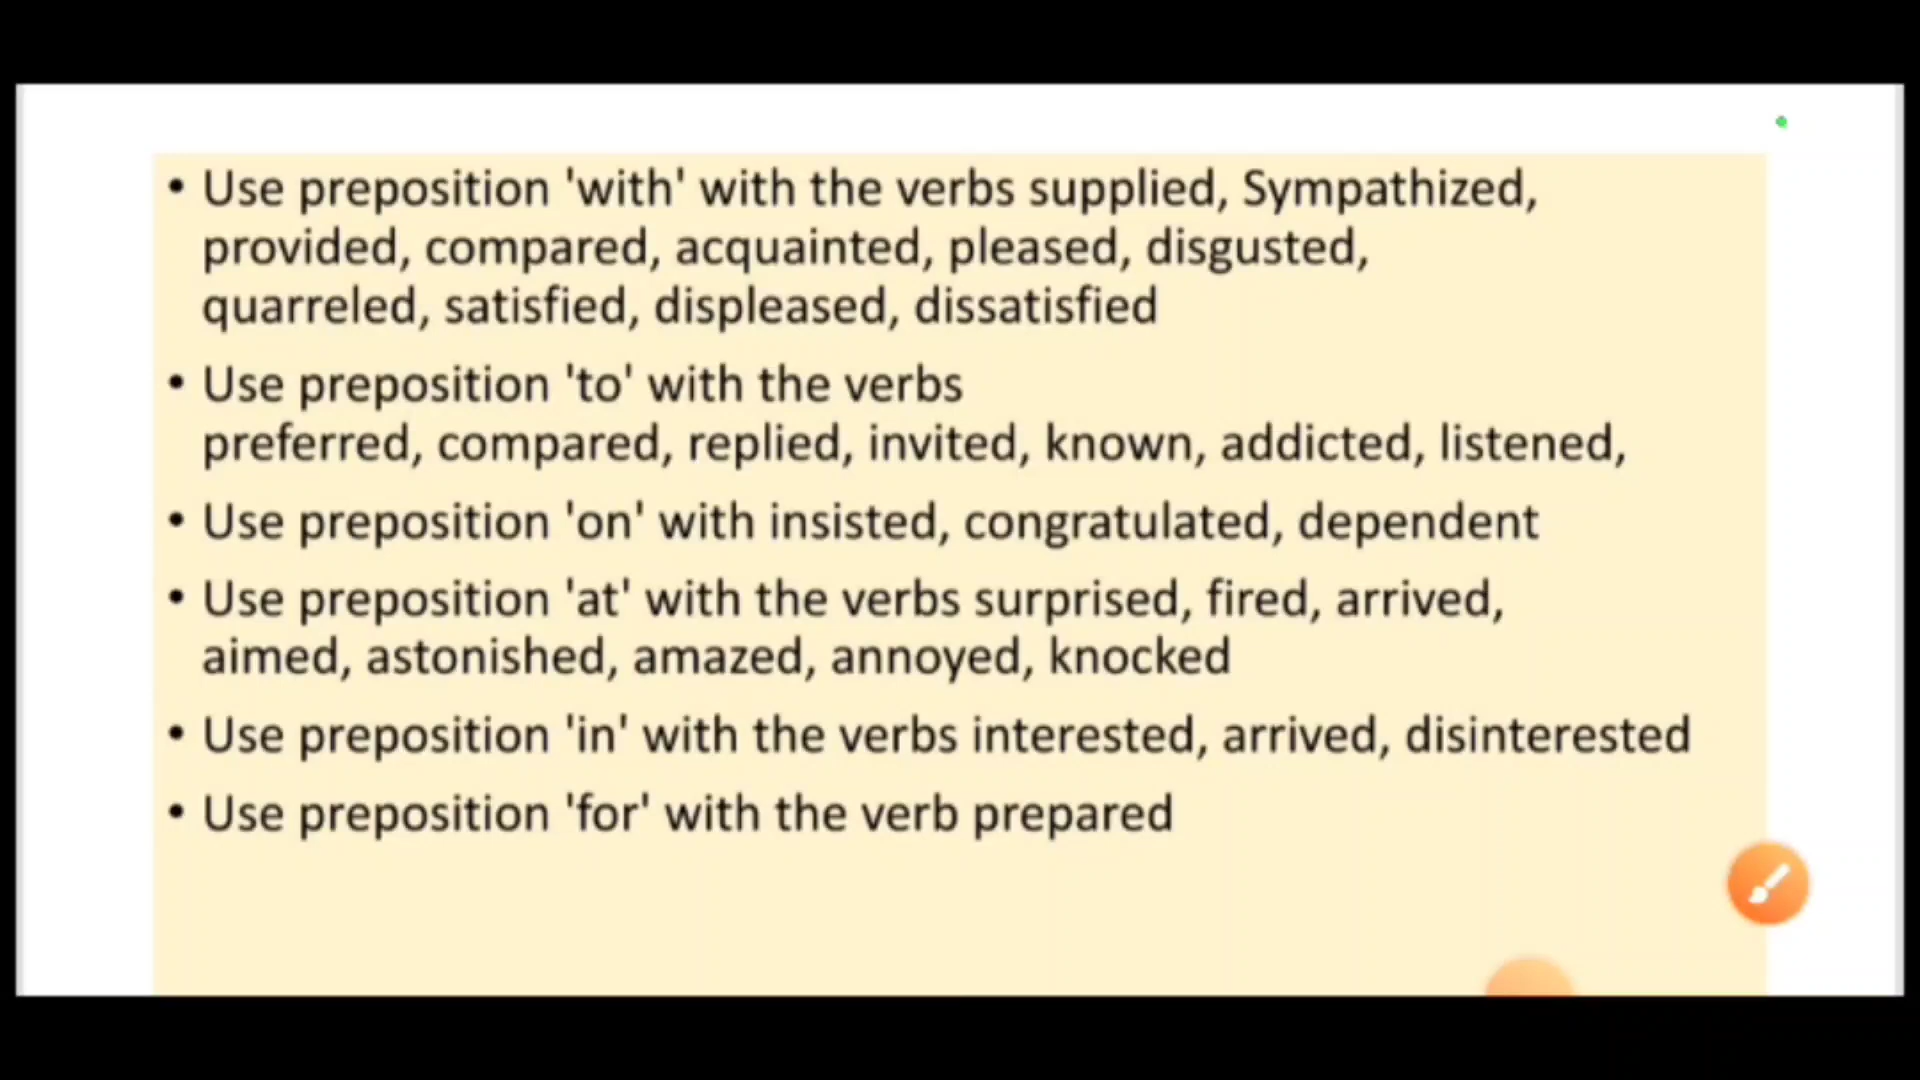 • Use preposition 'with' with the verbs supplied, Sympathized,
provided, compared, acquainted, pleased, disgusted,
quarreled, satisfied, displeased, dissatisfied
• Use preposition 'to' with the verbs
preferred, compared, replied, invited, known, addicted, listened,
• Use preposition 'on' with insisted, congratulated, dependent
• Use preposition 'at' with the verbs surprised, fired, arrived,
aimed, astonished, amazed, annoyed, knocked
• Use preposition 'in' with the verbs interested, arrived, disinterested
• Use preposition 'for' with the verb prepared